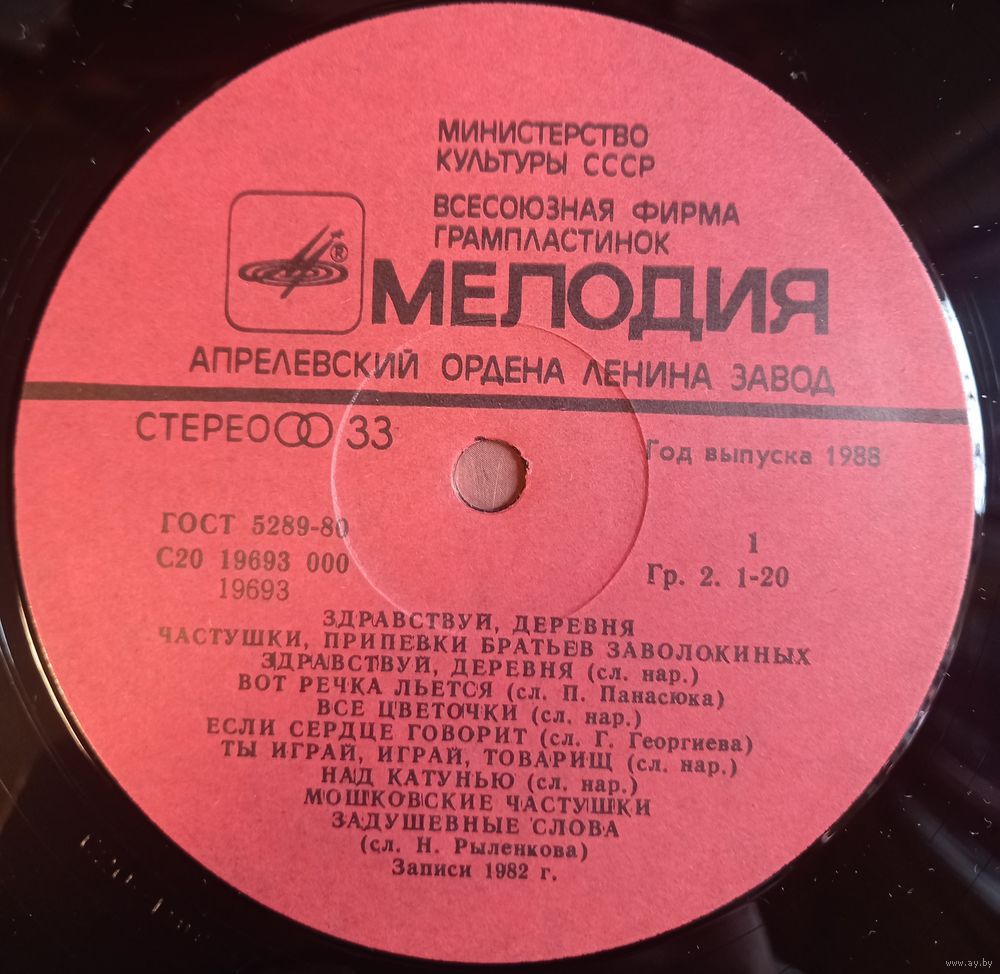 МИНИСТЕРСТВО
КУЛЬТУРЫ СССР
ВСЕСОЮЗНАЯ ФИРМА
ГРАМПЛАСТИНОК
®
МЕЛОДИЯ
АПРЕЛЕВСКИЙ ОРДЕНА ЛЕНИНА ЗАВОД
СТЕРЕО 33
Год выпуска 1988
ГОСТ 5289-80
С20 19693 000
19693
1
Гр. 2. 1-20
ЗДРАВСТВУЙ, ДЕРЕВНЯ
ЧАСТУШКИ, ПРИПЕВКИ БРАТЬЕВ ЗАВОЛОКИНЫХ
ЗДРАВСТВУЙ, ДЕРЕВНЯ (сл. нар.)
ВОТ РЕЧКА ЛЬЕТСЯ (сл. П. Панасюка)
ВСЕ ЦВЕТОЧКИ (сл. нар.)
ЕСЛИ СЕРДЦЕ ГОВОРИТ (сл. Г. Георгиева)
ТЫ ИГРАЙ, ИГРАЙ, ТОВАРИЩ (сл. нар.)
НАД КАТУНЬЮ (сл. нар.)
МОШКОВСКИЕ ЧАСТУШКИ
ЗАДУШЕВНЫЕ СЛОВА
(сл. Н. Рыленкова)
Записи 1982 г.
www.ay.by